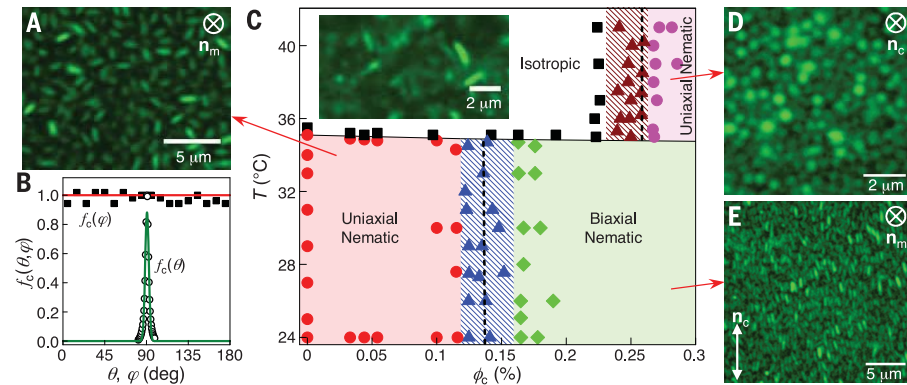 A
n_m
5 μm
B
1.0
0.8
0.6
0.4
0.2
0.0
f_c(θ,φ)
f_c(φ)
f_c(θ)
0
45
90
135
180
θ, φ (deg)
C
2 μm
Isotropic
Uniaxial
Nematic
Uniaxial
Nematic
Biaxial
Nematic
T (°C)
40
36
32
28
24
0
0.05
0.1
0.15
0.2
0.25
0.3
ϕ_c (%)
D
n_c
2 μm
E
n_m
n_c
5 μm